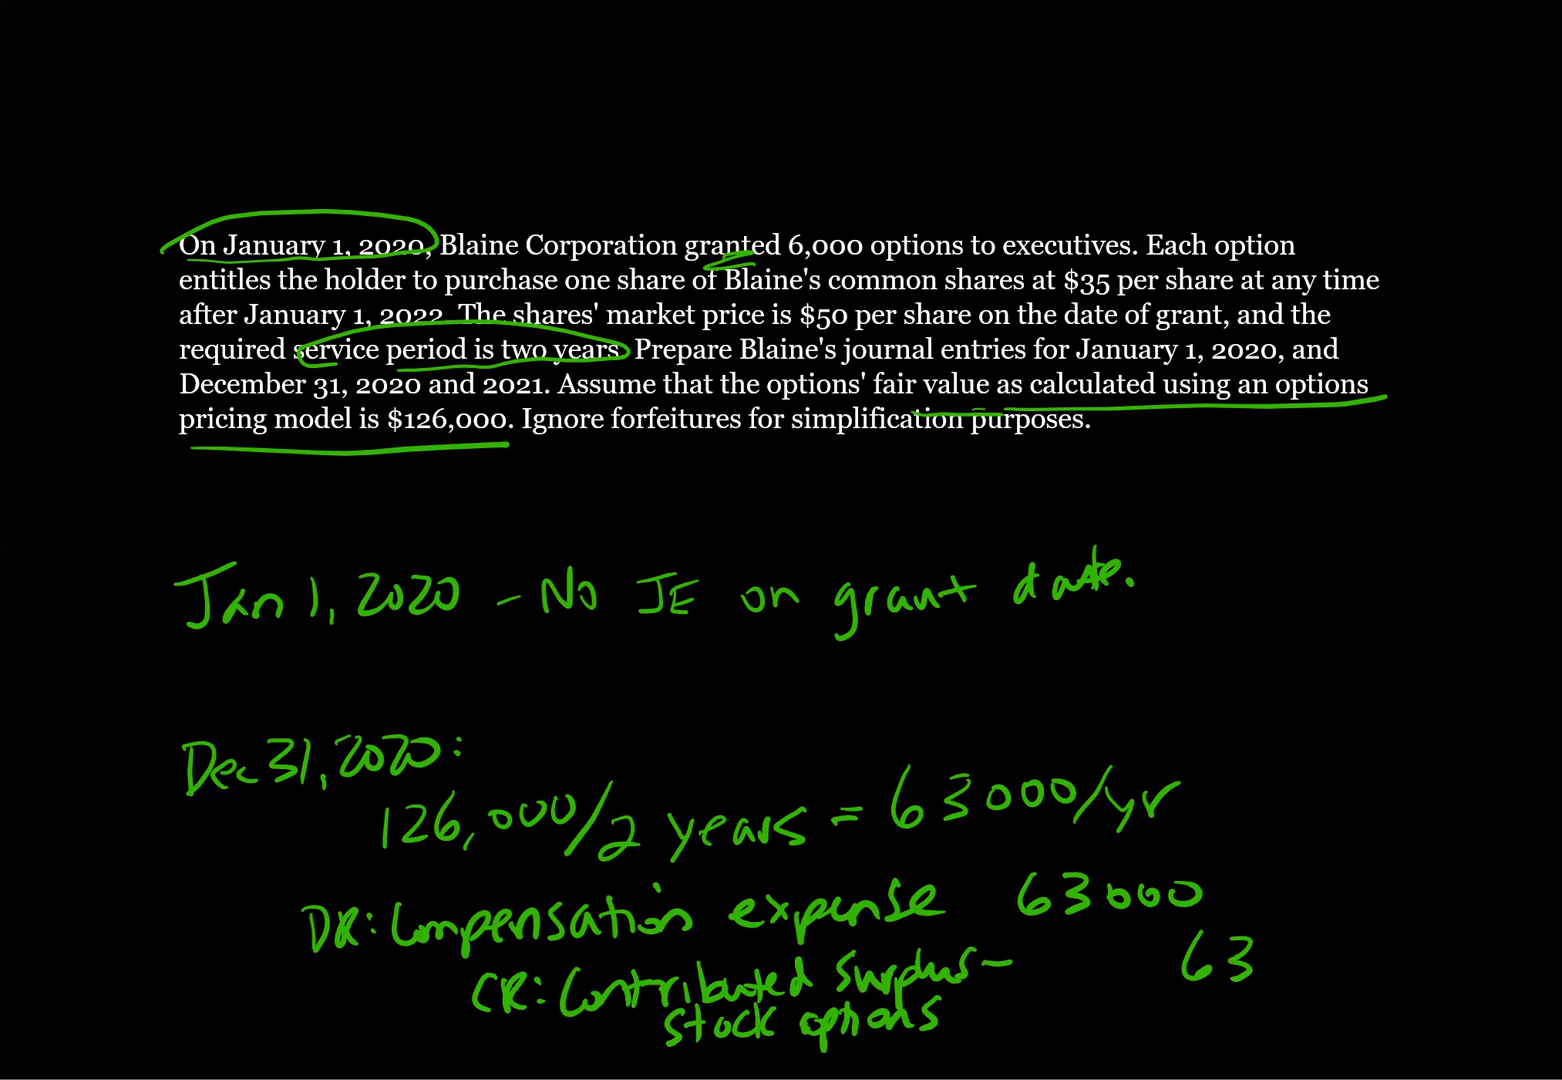 On January 1, 2020, Blaine Corporation granted 6,000 options to executives. Each option
entitles the holder to purchase one share of Blaine's common shares at $35 per share at any time
after January 1, 2022. The shares' market price is $50 per share on the date of grant, and the
required service period is two years. Prepare Blaine's journal entries for January 1, 2020, and
December 31, 2020 and 2021. Assume that the options' fair value as calculated using an options
pricing model is $126,000. Ignore forfeitures for simplification purposes.
Jan 1, 2020 - No JE on grant date.
Dec 31, 2020:
126,000/2 years = 63000/yr
DR: Compensation expense 63000
CR: Contributed Surplus - 63
stock options